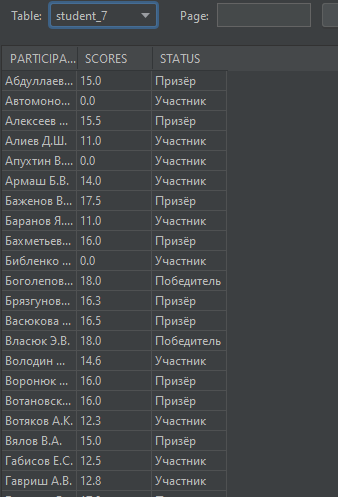 Table: student_7 Page:
PARTICIPA... SCORES STATUS
Абдуллаев... 15.0 Призёр
Автомоно... 0.0 Участник
Алексеев ... 15.5 Призёр
Алиев Д.Ш. 11.0 Участник
Апухтин В.... 0.0 Участник
Армаш Б.В. 14.0 Участник
Баженов В... 17.5 Призёр
Баранов Я.... 11.0 Участник
Бахметьев... 16.0 Призёр
Библенко ... 0.0 Участник
Боголепов... 18.0 Победитель
Брязгунов... 16.3 Призёр
Васюкова ... 16.5 Призёр
Власюк Э.В. 18.0 Победитель
Володин ... 14.6 Участник
Воронюк ... 16.0 Призёр
Вотановск... 16.0 Призёр
Вотяков А.К. 12.3 Участник
Вялов В.А. 15.0 Призёр
Габисов Е.С. 12.5 Участник
Гавриш А.В. 12.8 Участник